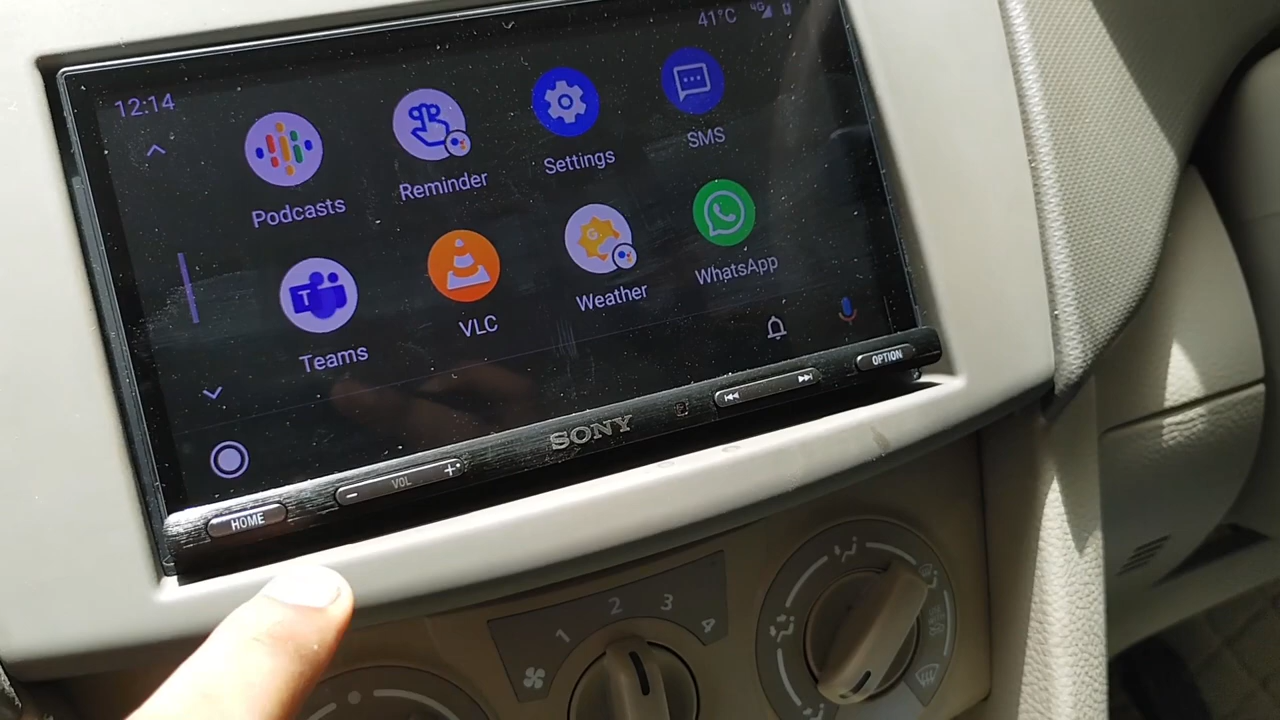 12:14
41°C 4G
Podcasts
Reminder
Settings
SMS
Teams
VLC
Weather
WhatsApp
SONY
HOME
− VOL +
OPTION
1 2 3 4